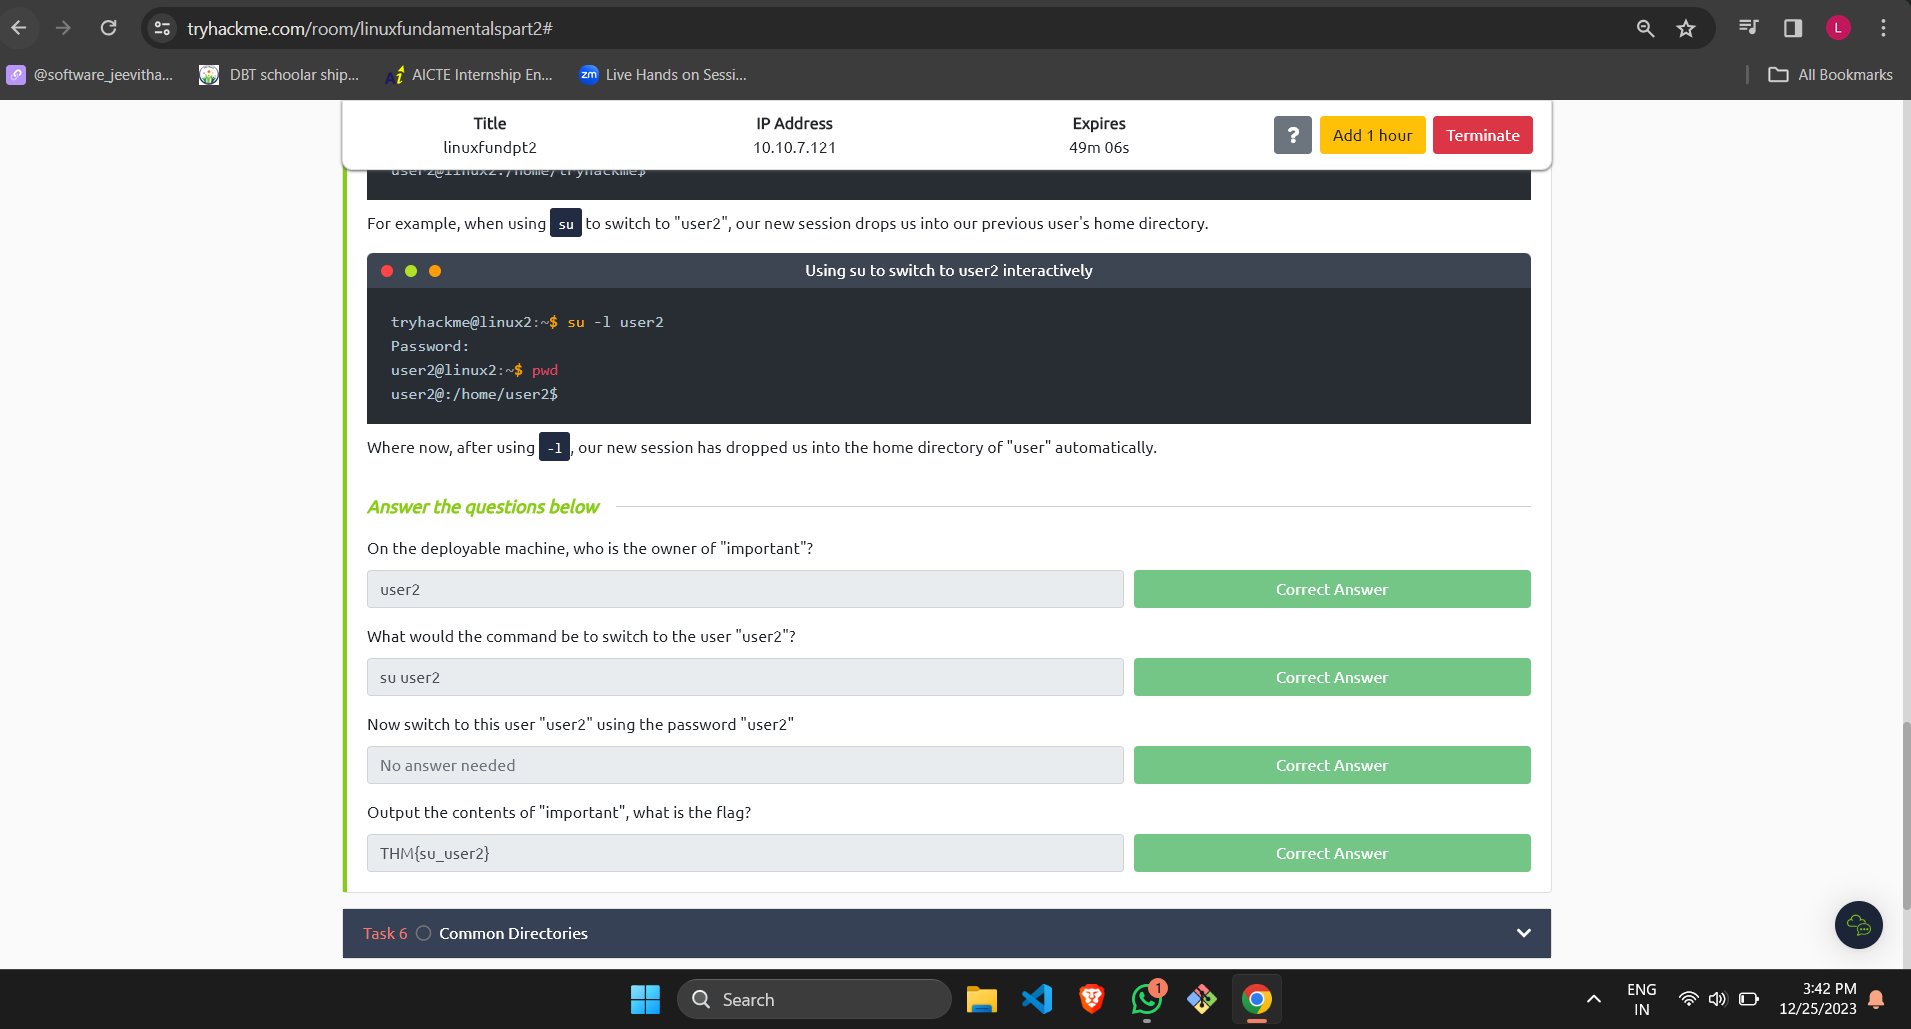 tryhackme.com/room/linuxfundamentalspart2#
L
@software_jeevitha...
DBT schoolar ship...
AICTE Internship En...
zm Live Hands on Sessi...
All Bookmarks
Title
linuxfundpt2
IP Address
10.10.7.121
Expires
49m 06s
?
Add 1 hour
Terminate
user2@linux2:/home/tryhackme$
For example, when using su to switch to "user2", our new session drops us into our previous user's home directory.
Using su to switch to user2 interactively
tryhackme@linux2:~$ su -l user2
Password:
user2@linux2:~$ pwd
user2@:/home/user2$
Where now, after using -l, our new session has dropped us into the home directory of "user" automatically.
Answer the questions below
On the deployable machine, who is the owner of "important"?
user2
Correct Answer
What would the command be to switch to the user "user2"?
su user2
Correct Answer
Now switch to this user "user2" using the password "user2"
No answer needed
Correct Answer
Output the contents of "important", what is the flag?
THM{su_user2}
Correct Answer
Task 6 Common Directories
Search
1
ENG
IN
3:42 PM
12/25/2023